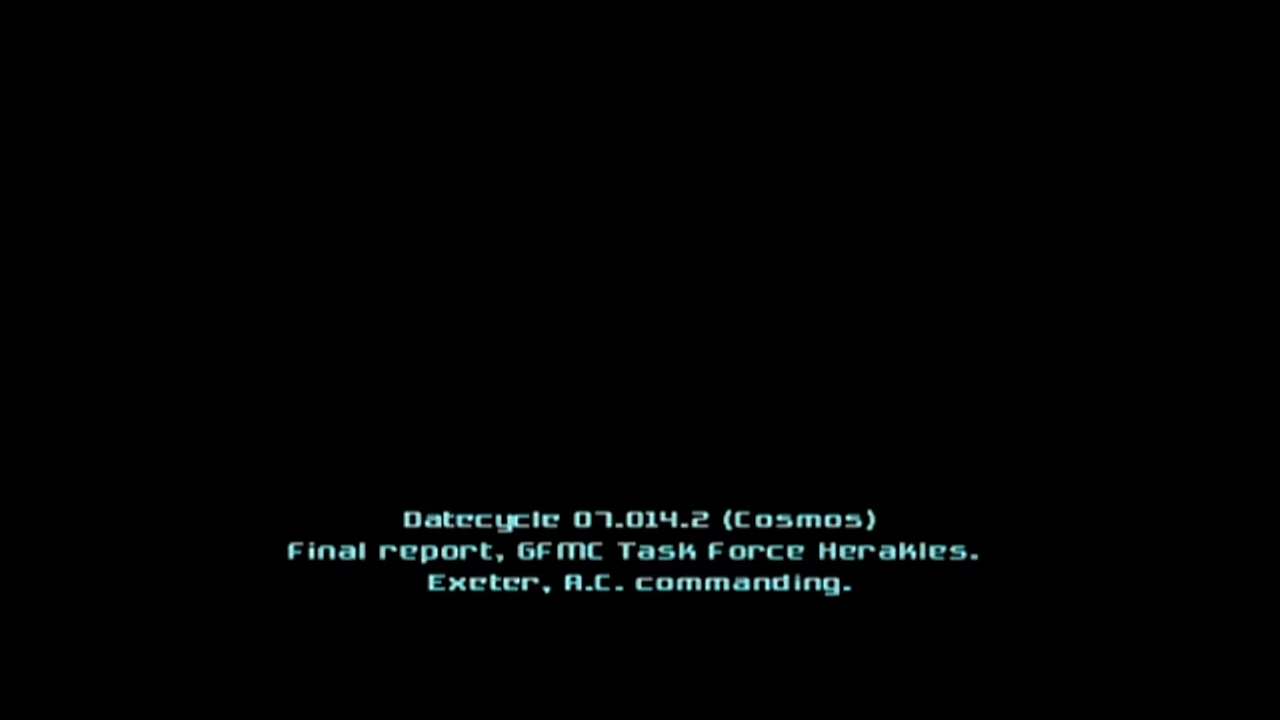 Datecycle 07.014.2 (Cosmos)
Final report, GFMC Task Force Herakles.
Exeter, A.C. commanding.